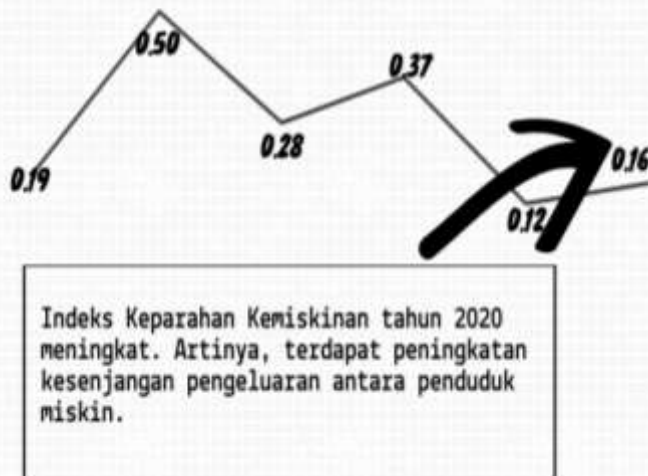 0.50
0.37
0.28
0.16
0.19
0.12
Indeks Keparahan Kemiskinan tahun 2020
meningkat. Artinya, terdapat peningkatan
kesenjangan pengeluaran antara penduduk
miskin.